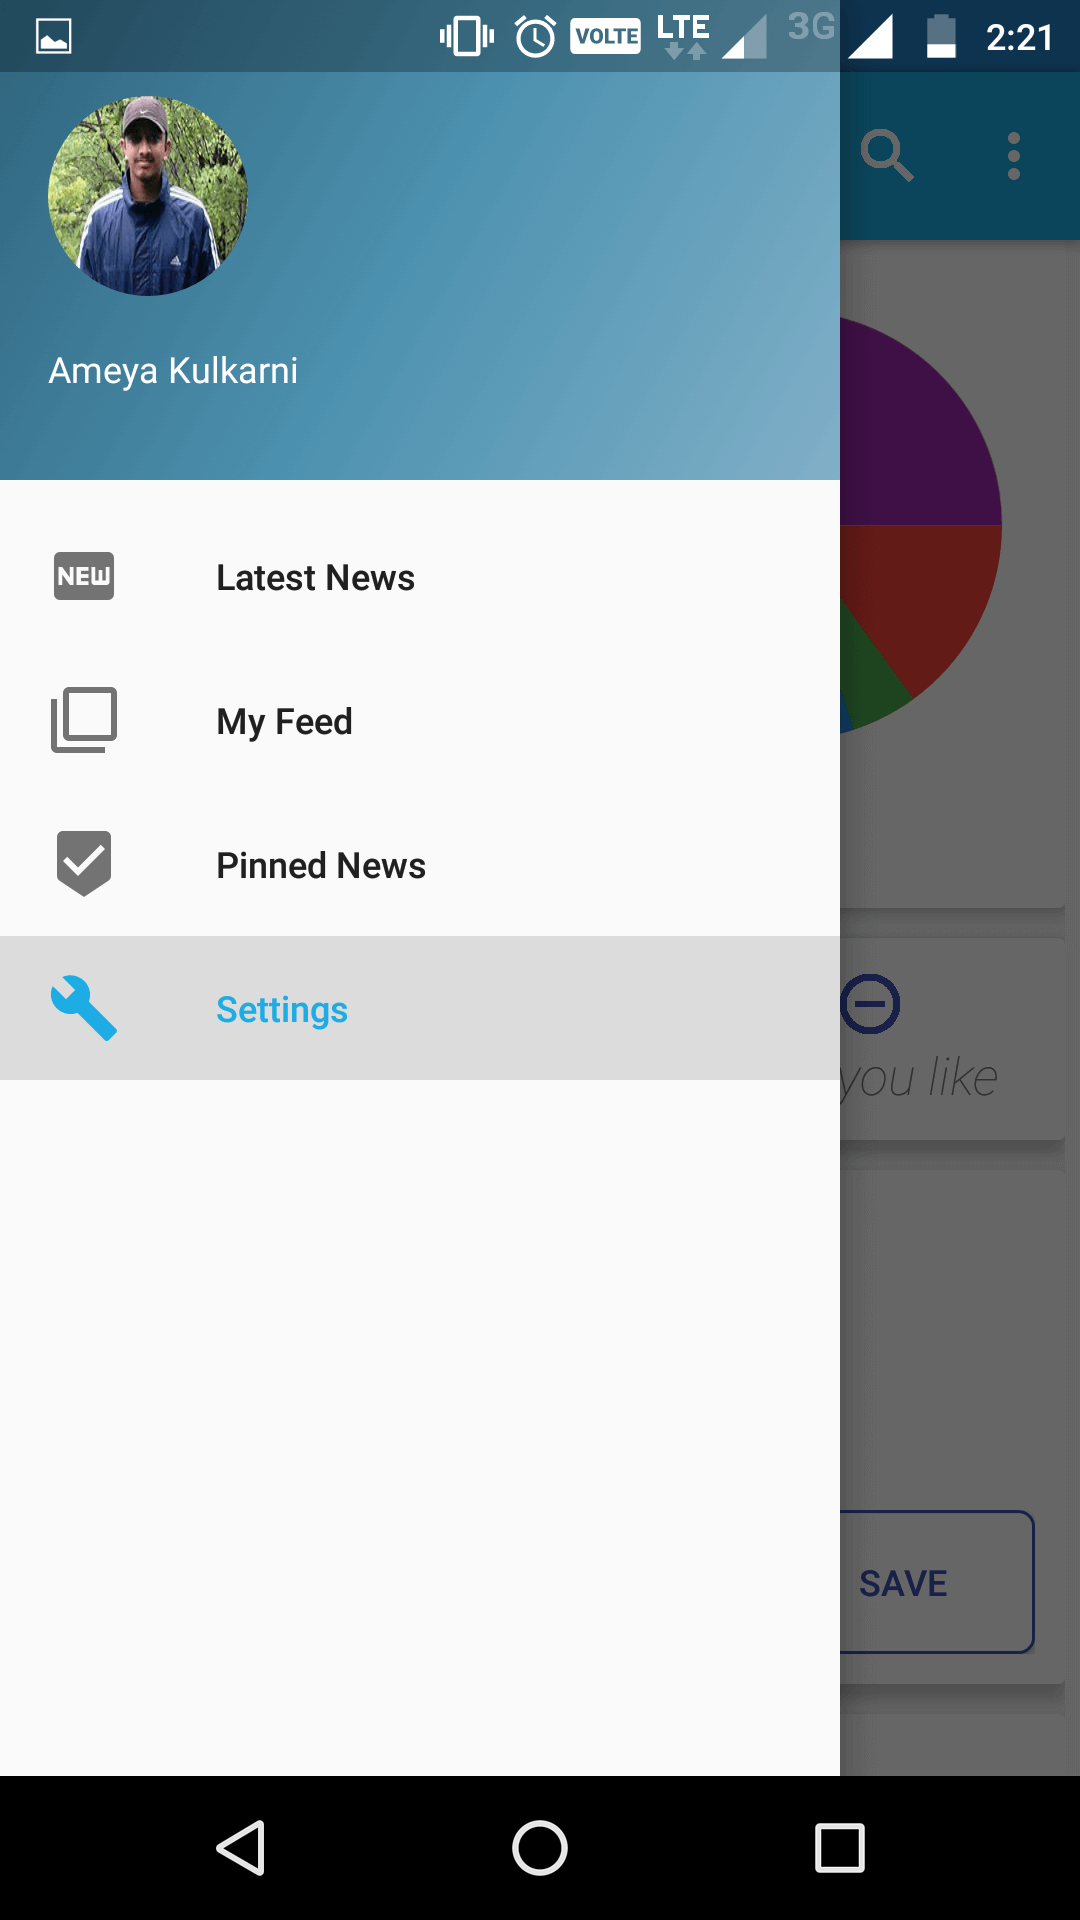 VOLTE LTE 3G 2:21
Ameya Kulkarni
NEW Latest News
My Feed
Pinned News
Settings
you like
SAVE